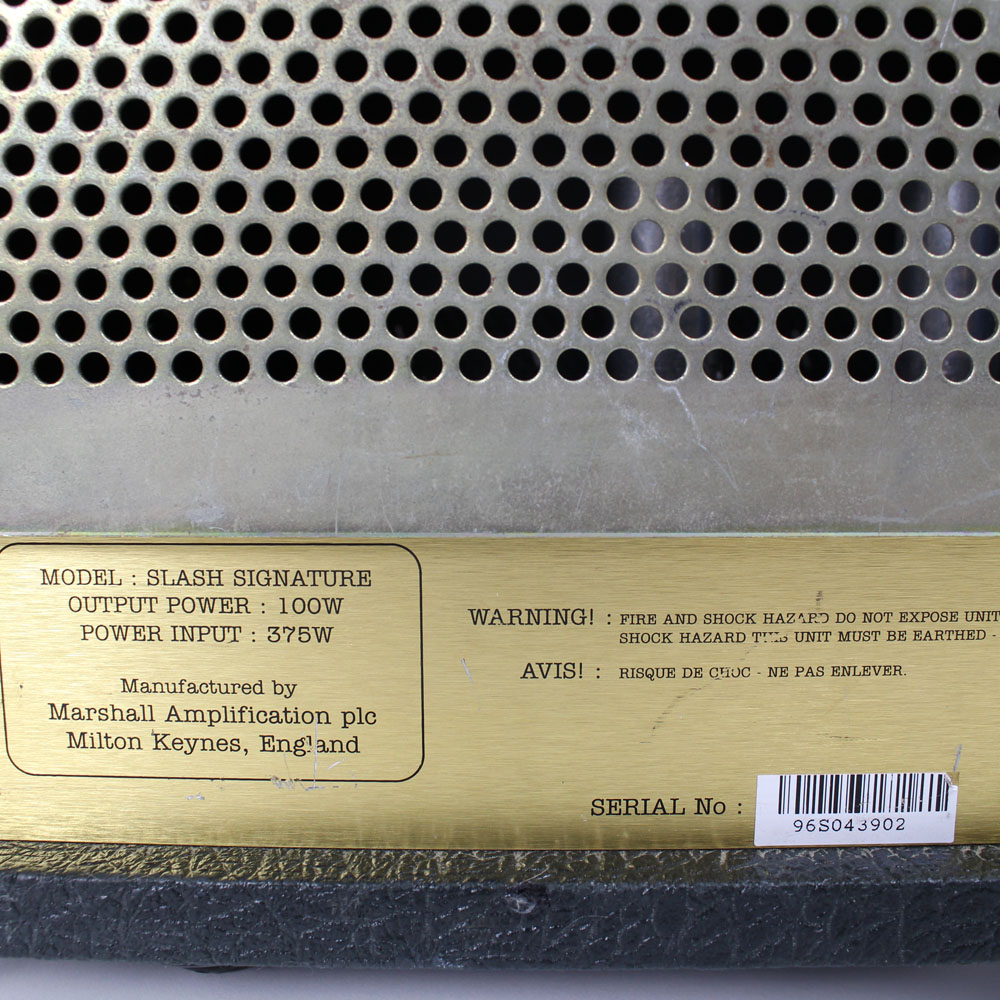 MODEL : SLASH SIGNATURE
OUTPUT POWER : 100W
POWER INPUT : 375W
Manufactured by
Marshall Amplification plc
Milton Keynes, England
WARNING! : FIRE AND SHOCK HAZARD DO NOT EXPOSE UNIT
SHOCK HAZARD THIS UNIT MUST BE EARTHED -
AVIS! : RISQUE DE CHOC - NE PAS ENLEVER.
SERIAL No :
96S043902